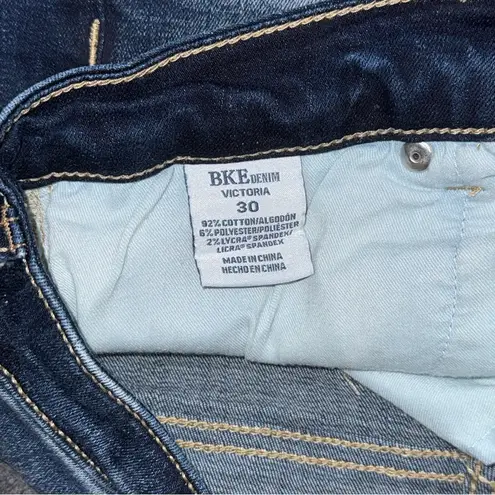 BKE DENIM
VICTORIA
30
92% COTTON/ALGODÓN
6% POLYESTER/POLIÉSTER
2% LYCRA® SPANDEX/
LICRA® SPANDEX
MADE IN CHINA
HECHO EN CHINA